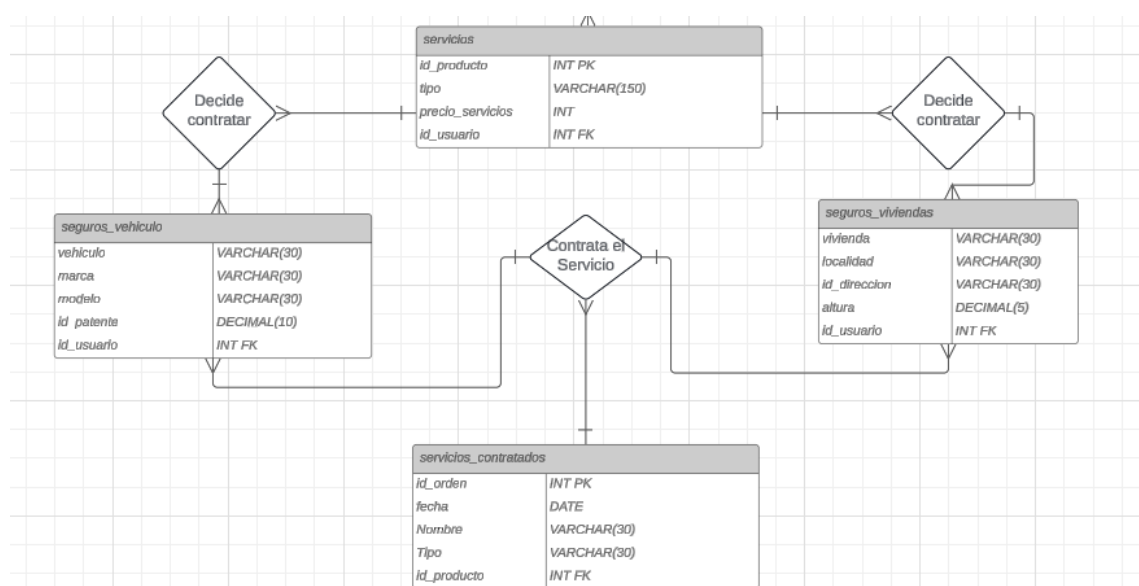 servicios
id_producto INT PK
tipo VARCHAR(150)
precio_servicios INT
id_usuario INT FK
Decide
contratar
Decide
contratar
seguros_vehiculo
vehiculo VARCHAR(30)
marca VARCHAR(30)
modelo VARCHAR(30)
id_patente DECIMAL(10)
id_usuario INT FK
Contrata el
Servicio
seguros_viviendas
vivienda VARCHAR(30)
localidad VARCHAR(30)
id_direccion VARCHAR(30)
altura DECIMAL(5)
id_usuario INT FK
servicios_contratados
id_orden INT PK
fecha DATE
Nombre VARCHAR(30)
Tipo VARCHAR(30)
id_producto INT FK